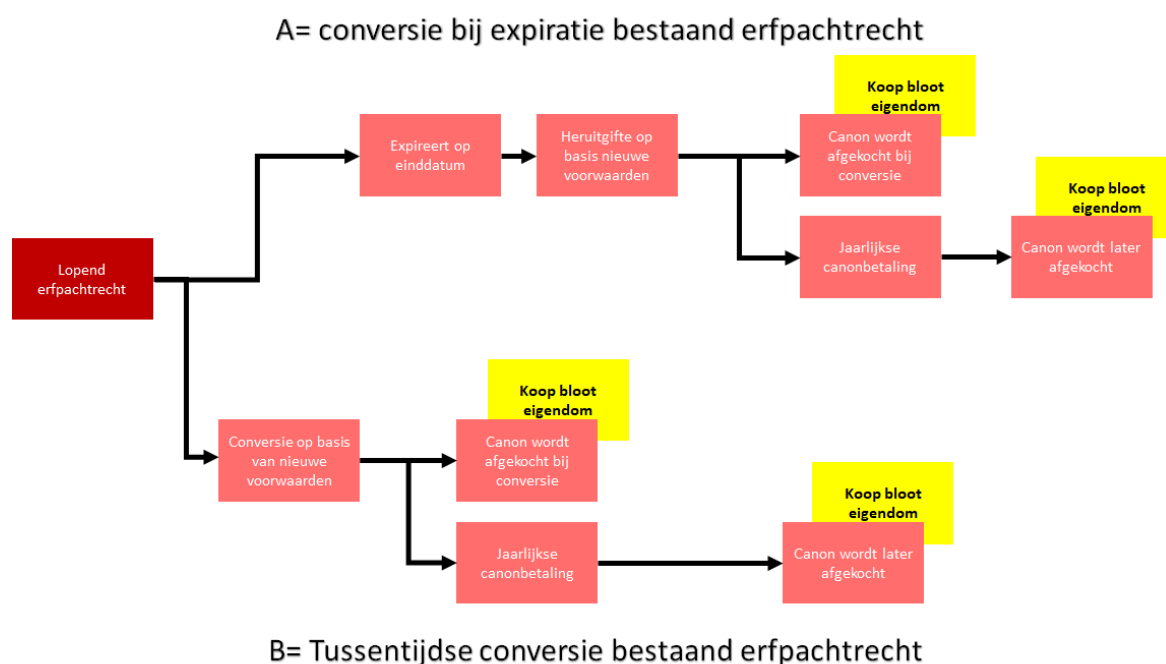 A= conversie bij expiratie bestaand erfpachtrecht
Koop bloot
eigendom
Expireert op
einddatum
Heruitgifte op
basis nieuwe
voorwaarden
Canon wordt
afgekocht bij
conversie
Koop bloot
eigendom
Jaarlijkse
canonbetaling
Canon wordt later
afgekocht
Lopend
erfpachtrecht
Koop bloot
eigendom
Conversie op basis
van nieuwe
voorwaarden
Canon wordt
afgekocht bij
conversie
Koop bloot
eigendom
Jaarlijkse
canonbetaling
Canon wordt later
afgekocht
B= Tussentijdse conversie bestaand erfpachtrecht